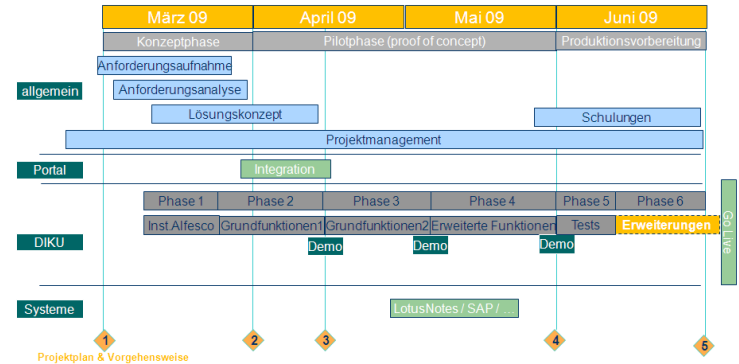 März 09 April 09 Mai 09 Juni 09
Konzeptphase Pilotphase (proof of concept) Produktionsvorbereitung
Anforderungsaufnahme
allgemein Anforderungsanalyse
Lösungskonzept Schulungen
Projektmanagement
Portal Integration
Phase 1 Phase 2 Phase 3 Phase 4 Phase 5 Phase 6
Inst.Alfesco Grundfunktionen1 Grundfunktionen2 Erweiterte Funktionen Tests Erweiterungen
DIKU Demo Demo Demo
Go Live
Systeme LotusNotes / SAP / ...
1 2 3 4 5
Projektplan & Vorgehensweise